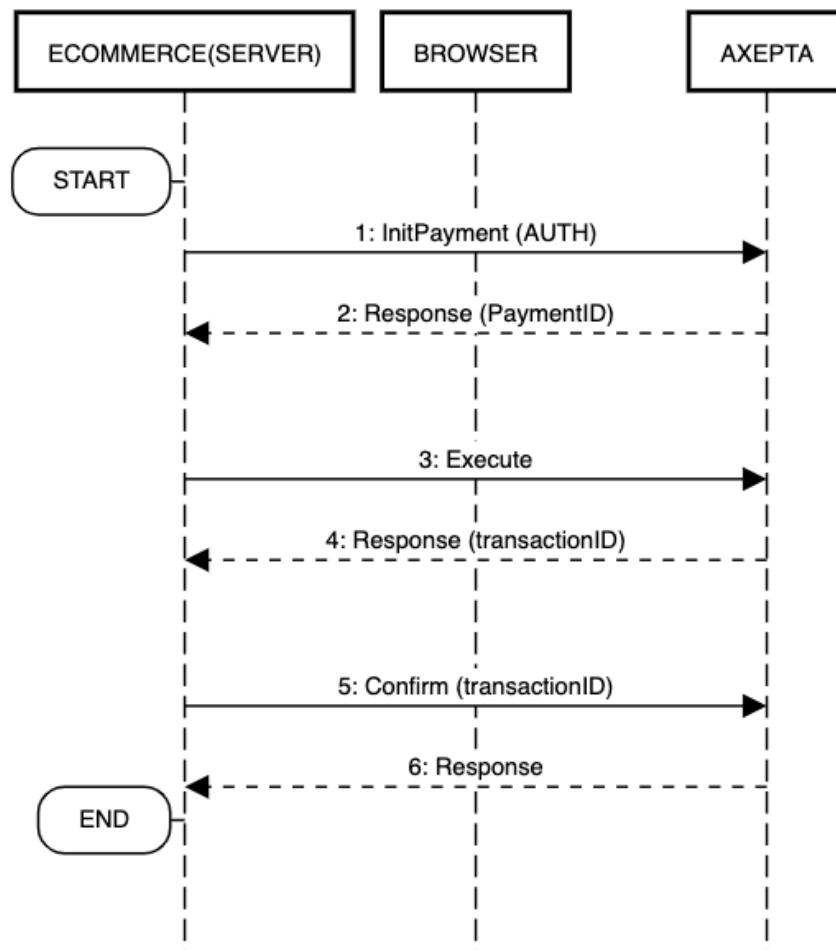 ECOMMERCE(SERVER)
BROWSER
AXEPTA
START
1: InitPayment (AUTH)
2: Response (PaymentID)
3: Execute
4: Response (transactionID)
5: Confirm (transactionID)
6: Response
END